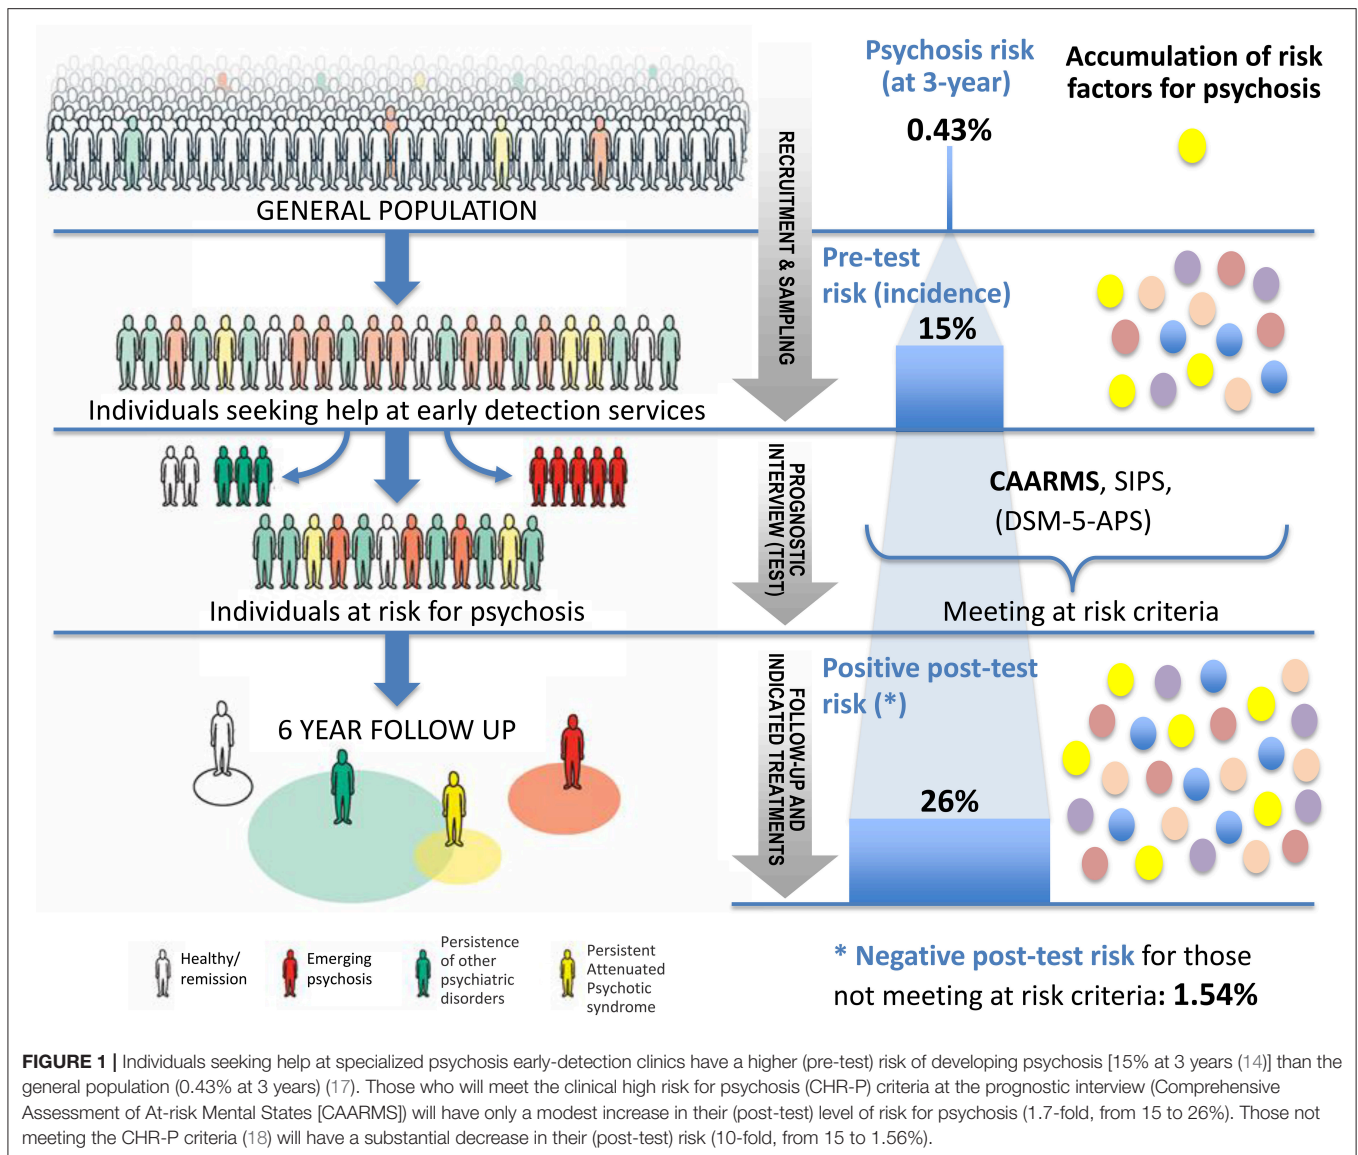 Psychosis risk
(at 3-year)
0.43%
Accumulation of risk
factors for psychosis
GENERAL POPULATION
RECRUITMENT & SAMPLING
Pre-test
risk (incidence)
15%
Individuals seeking help at early detection services
PROGNOSTIC
INTERVIEW (TEST)
CAARMS, SIPS,
(DSM-5-APS)
Individuals at risk for psychosis
Meeting at risk criteria
FOLLOW-UP AND
INDICATED TREATMENTS
Positive post-test
risk (*)
6 YEAR FOLLOW UP
26%
Healthy/
remission
Emerging
psychosis
Persistence
of other
psychiatric
disorders
Persistent
Attenuated
Psychotic
syndrome
* Negative post-test risk for those
not meeting at risk criteria: 1.54%
FIGURE 1 | Individuals seeking help at specialized psychosis early-detection clinics have a higher (pre-test) risk of developing psychosis [15% at 3 years (14)] than the
general population (0.43% at 3 years) (17). Those who will meet the clinical high risk for psychosis (CHR-P) criteria at the prognostic interview (Comprehensive
Assessment of At-risk Mental States [CAARMS]) will have only a modest increase in their (post-test) level of risk for psychosis (1.7-fold, from 15 to 26%). Those not
meeting the CHR-P criteria (18) will have a substantial decrease in their (post-test) risk (10-fold, from 15 to 1.56%).